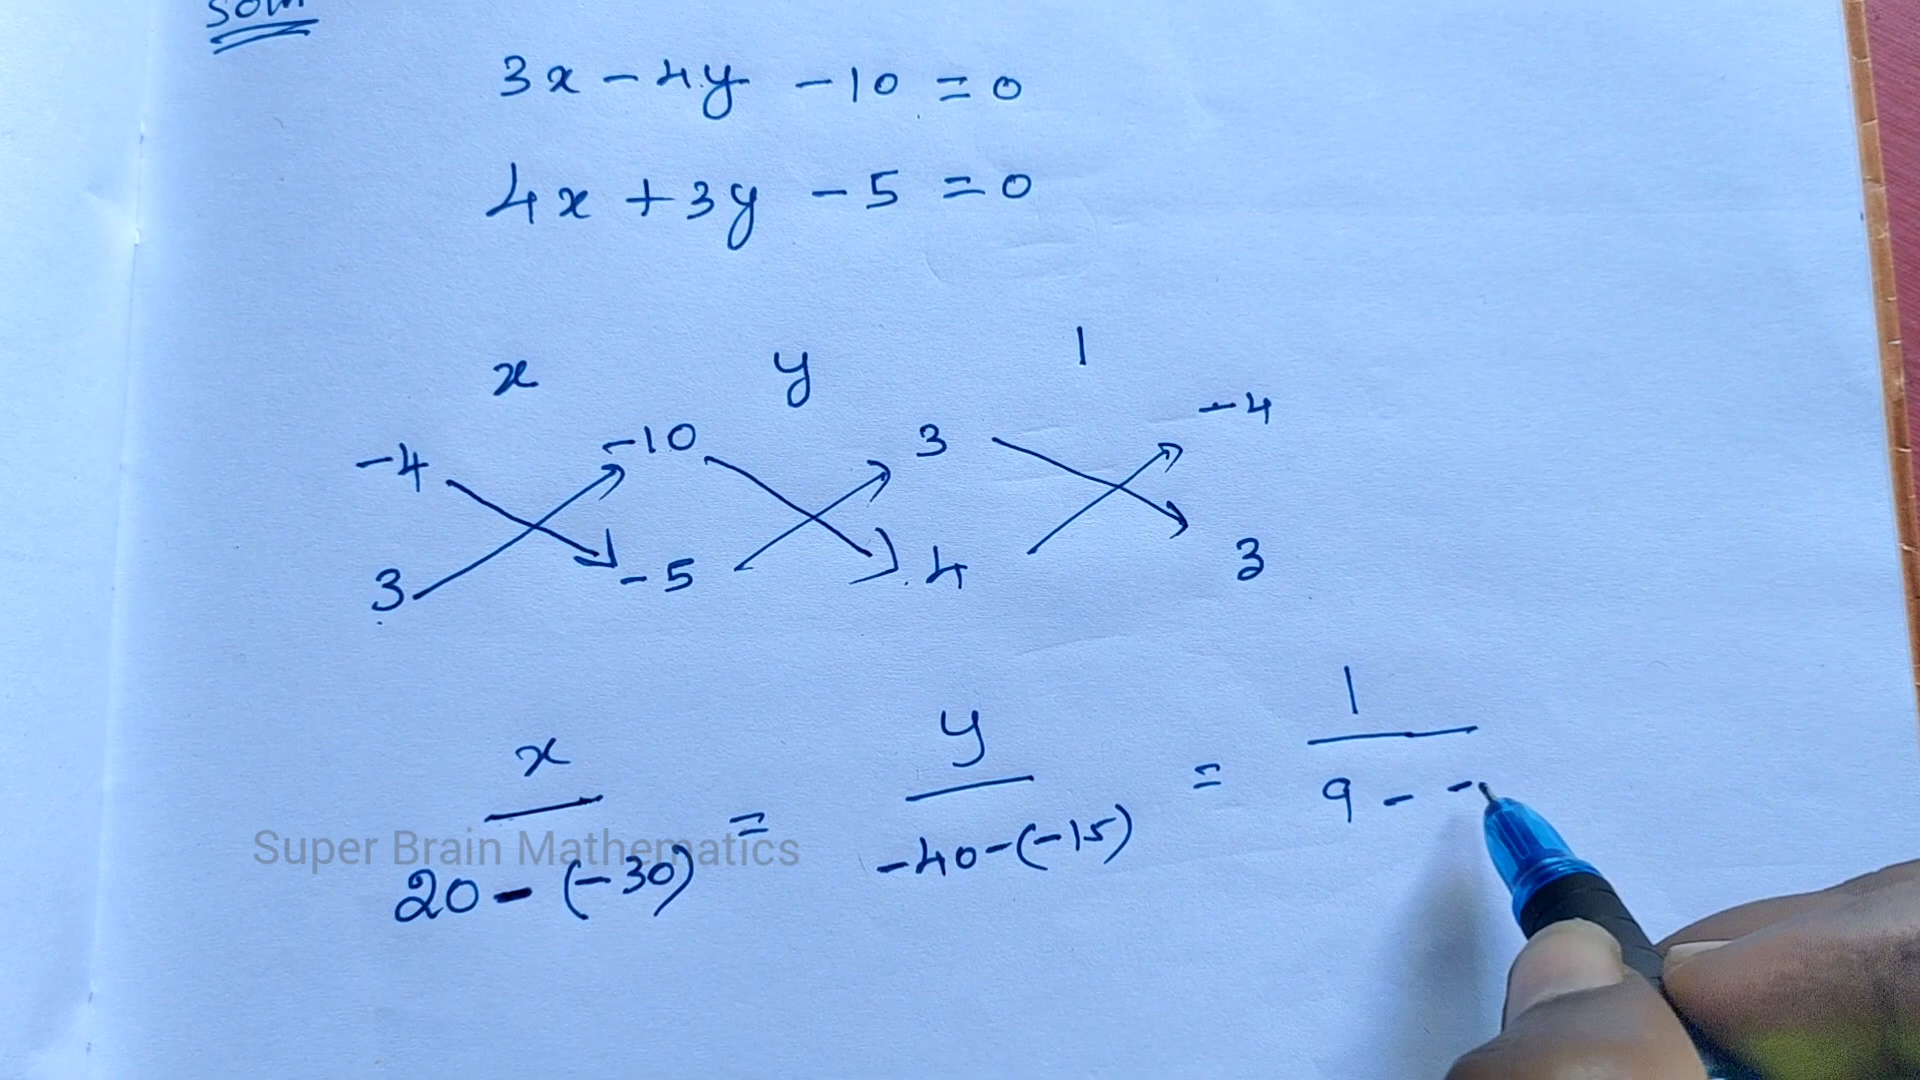 Soln
3x - 4y - 10 = 0
4x + 3y - 5 = 0
x y 1
-4 -10 3 -4
3 -5 4 3
x/(20 - (-30)) = y/(-40-(-15)) = 1/(9 - -
Super Brain Mathematics